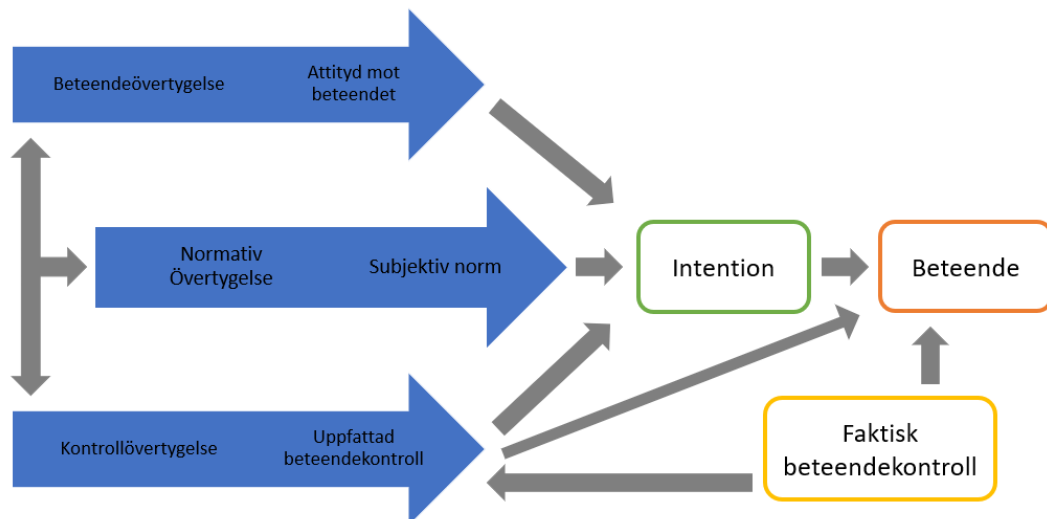 Beteendeövertygelse
Attityd mot
beteendet
Normativ
Övertygelse
Subjektiv norm
Intention
Beteende
Kontrollövertygelse
Uppfattad
beteendekontroll
Faktisk
beteendekontroll